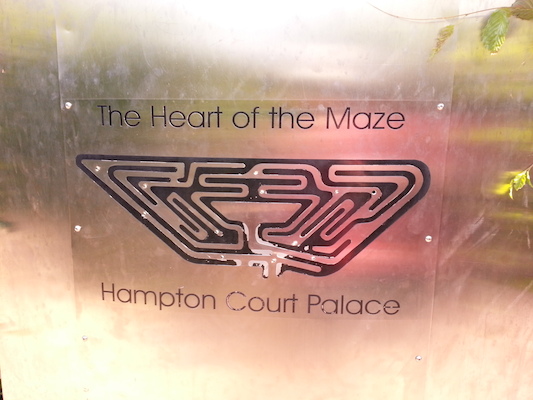 The Heart of the Maze
Hampton Court Palace